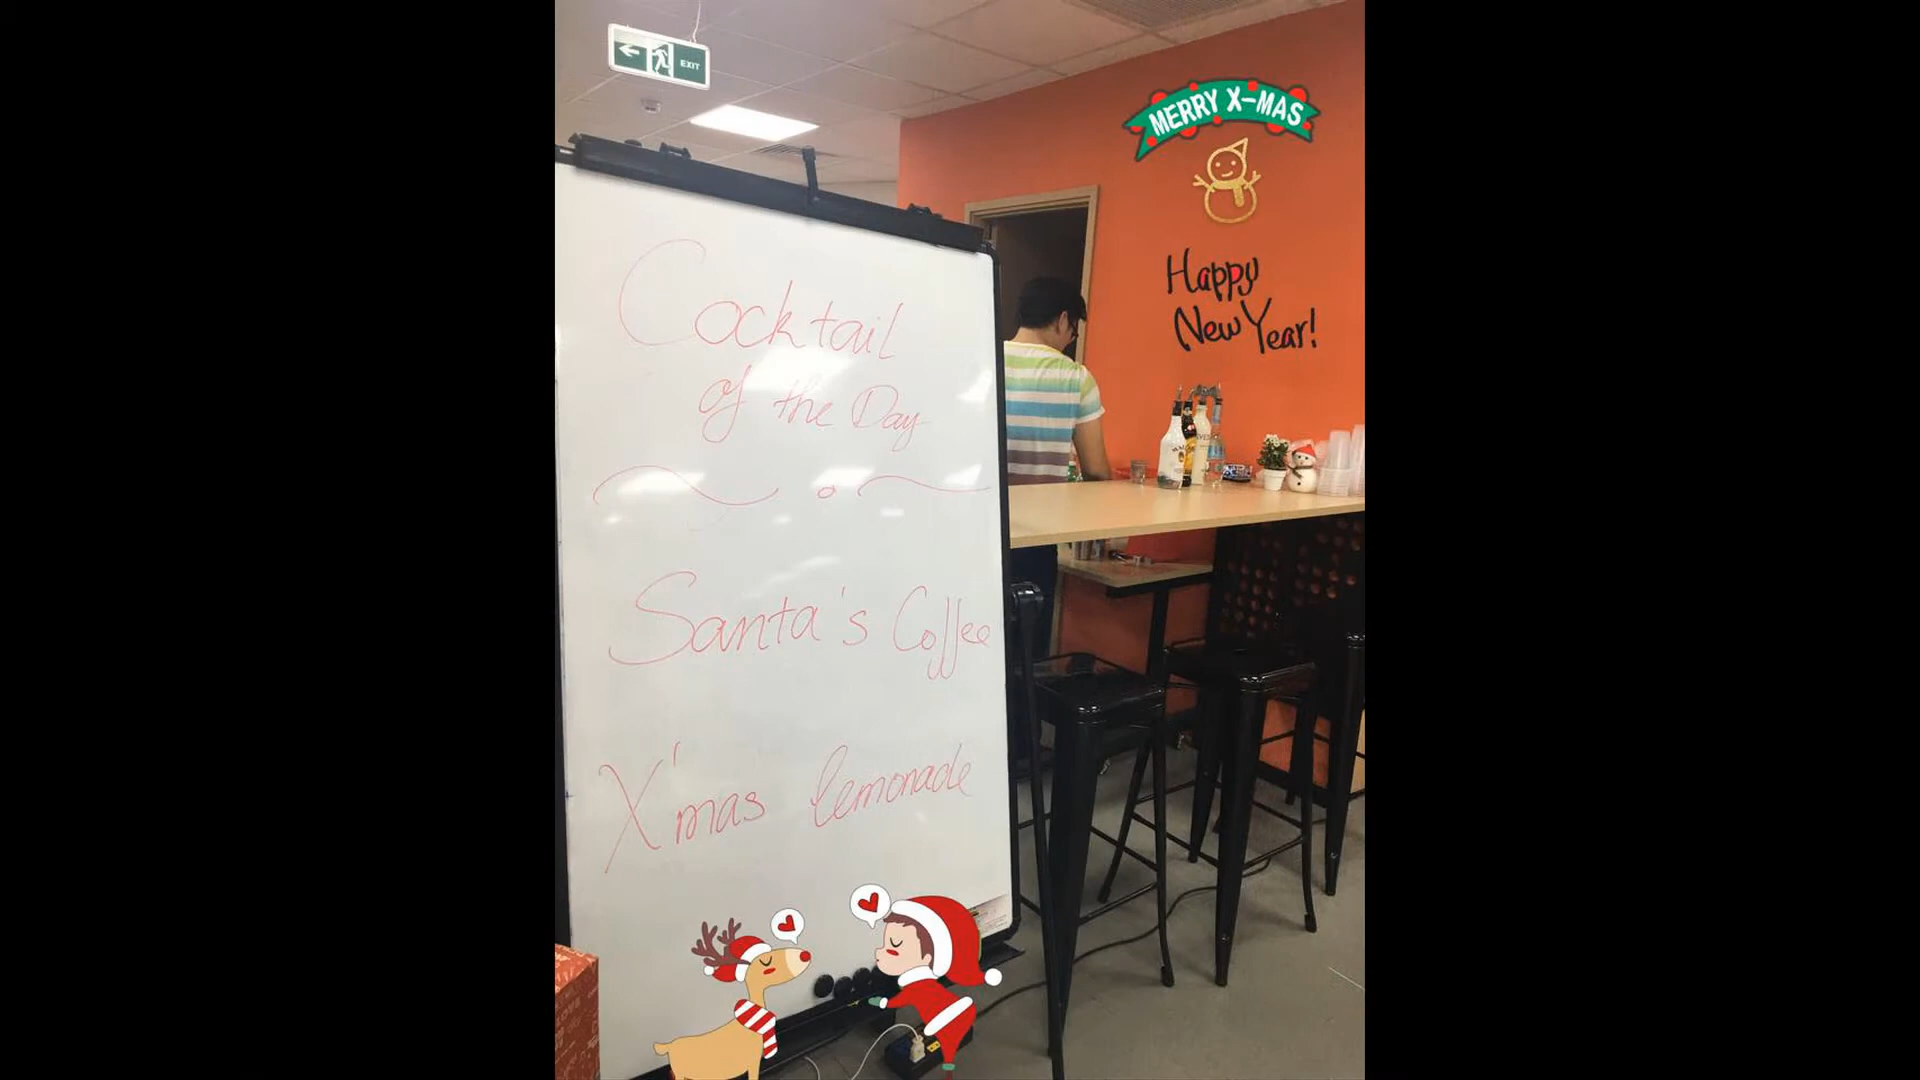 EXIT
MERRY X-MAS
Happy
New Year!
Cocktail
of the Day
Santa's Coffee
X'mas lemonade